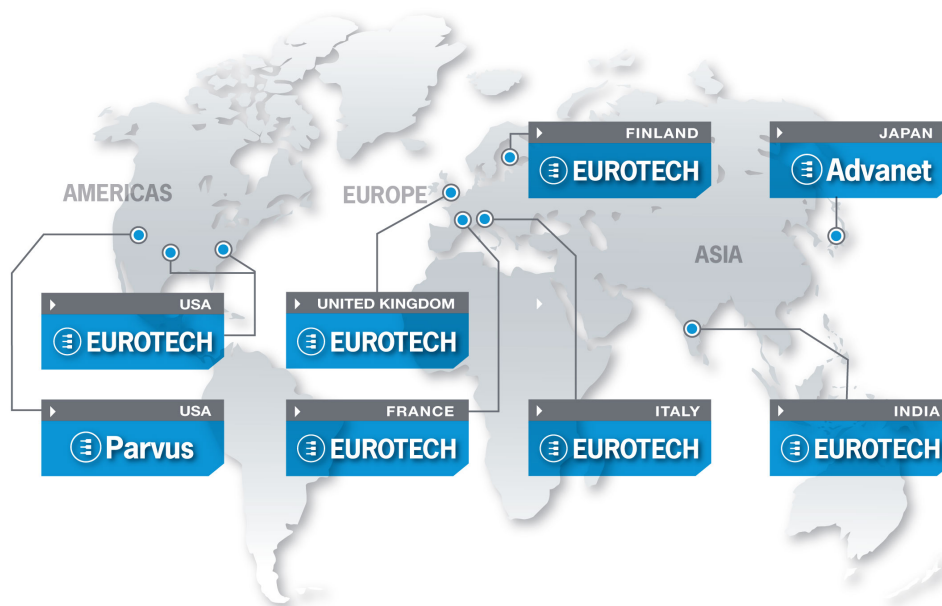 FINLAND
EUROTECH
JAPAN
Advanet
AMERICAS
EUROPE
ASIA
USA
EUROTECH
UNITED KINGDOM
EUROTECH
USA
Parvus
FRANCE
EUROTECH
ITALY
EUROTECH
INDIA
EUROTECH